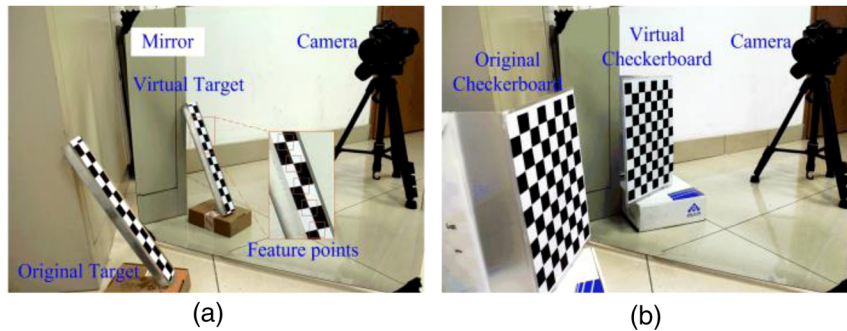 Mirror
Camera
Virtual Target
Original Target
Feature points
(a)
Original
Checkerboard
Virtual
Checkerboard
Camera
(b)